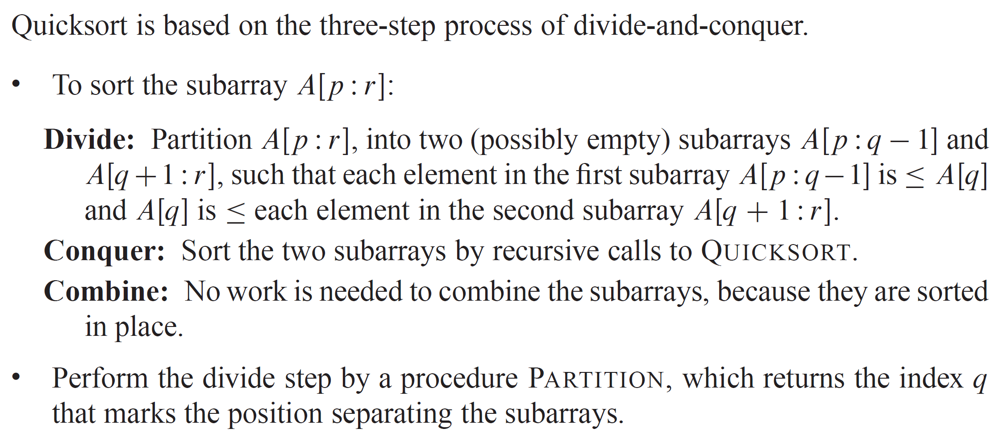 Quicksort is based on the three-step process of divide-and-conquer.
• To sort the subarray A[p : r]:
Divide: Partition A[p : r], into two (possibly empty) subarrays A[p : q − 1] and
A[q + 1 : r], such that each element in the first subarray A[p : q − 1] is ≤ A[q]
and A[q] is ≤ each element in the second subarray A[q + 1 : r].
Conquer: Sort the two subarrays by recursive calls to QUICKSORT.
Combine: No work is needed to combine the subarrays, because they are sorted
in place.
• Perform the divide step by a procedure PARTITION, which returns the index q
that marks the position separating the subarrays.